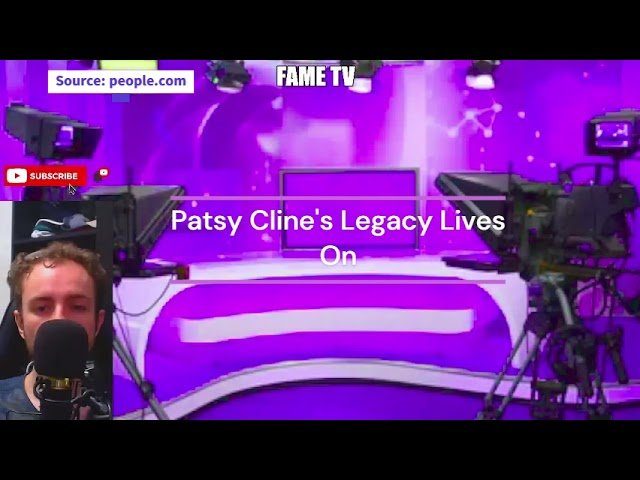 FAME TV
Source: people.com
SUBSCRIBE
Patsy Cline's Legacy Lives
On